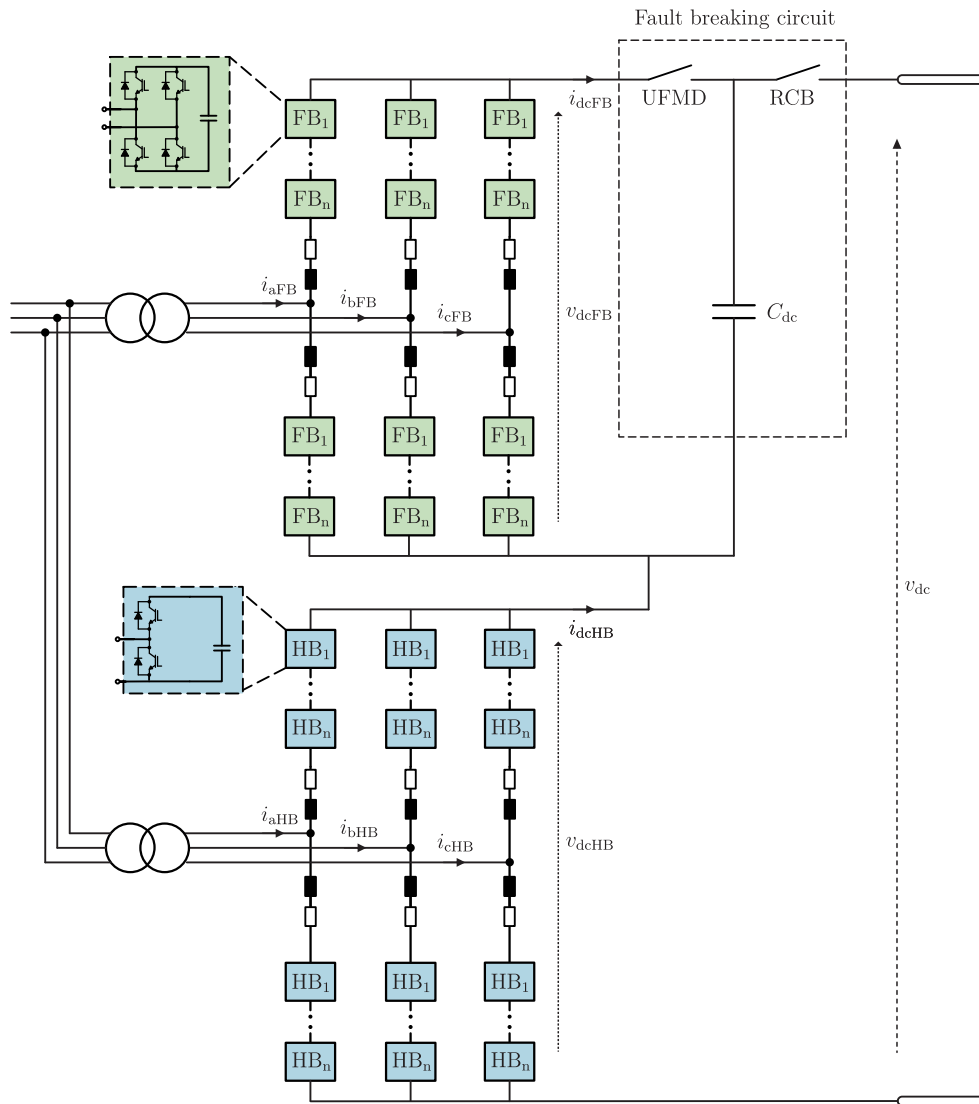 Fault breaking circuit
i_dcFB
UFMD
RCB
FB₁ FB₁ FB₁
FBₙ FBₙ FBₙ
i_aFB
i_bFB
i_cFB
v_dcFB
C_dc
FB₁ FB₁ FB₁
FBₙ FBₙ FBₙ
v_dc
i_dcHB
HB₁ HB₁ HB₁
HBₙ HBₙ HBₙ
i_aHB
i_bHB
i_cHB
v_dcHB
HB₁ HB₁ HB₁
HBₙ HBₙ HBₙ